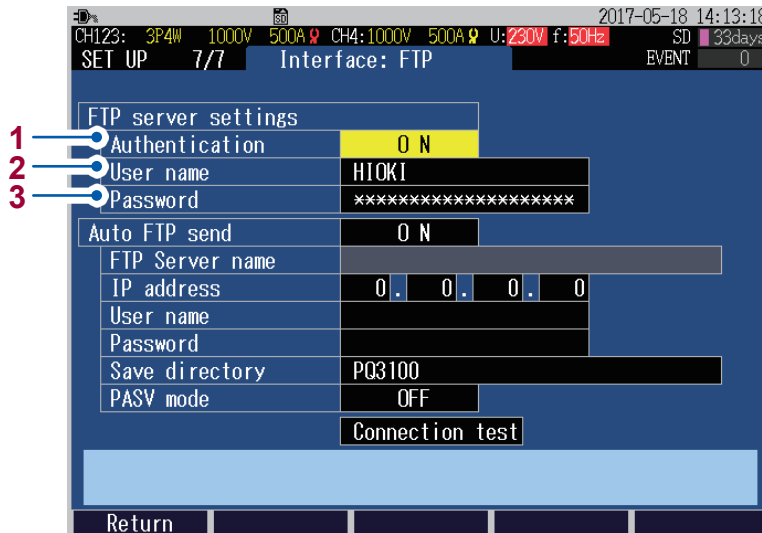 SD 2017-05-18 14:13:18
CH123: 3P4W 1000V 500A CH4:1000V 500A U:230V f:50Hz SD 33days
SET UP 7/7 Interface: FTP EVENT 0
FTP server settings
1 Authentication ON
2 User name HIOKI
3 Password *******************
Auto FTP send ON
FTP Server name
IP address 0. 0. 0. 0
User name
Password
Save directory PQ3100
PASV mode OFF
Connection test
Return